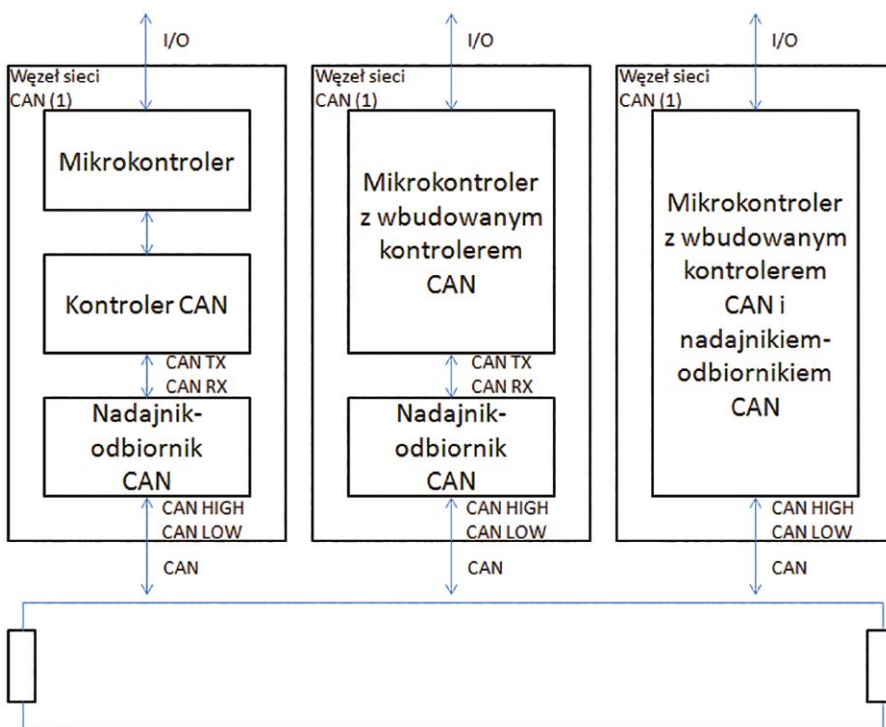 I/O
Węzeł sieci
CAN (1)
Mikrokontroler
Kontroler CAN
CAN TX
CAN RX
Nadajnik-
odbiornik
CAN
CAN HIGH
CAN LOW
CAN
I/O
Węzeł sieci
CAN (1)
Mikrokontroler
z wbudowanym
kontrolerem
CAN
CAN TX
CAN RX
Nadajnik-
odbiornik
CAN
CAN HIGH
CAN LOW
CAN
I/O
Węzeł sieci
CAN (1)
Mikrokontroler
z wbudowanym
kontrolerem
CAN i
nadajnikiem-
odbiornikiem
CAN
CAN HIGH
CAN LOW
CAN